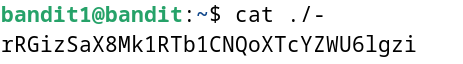 bandit1@bandit:~$ cat ./-
rRGizSaX8Mk1RTb1CNQoXTcYZWU6lgzi